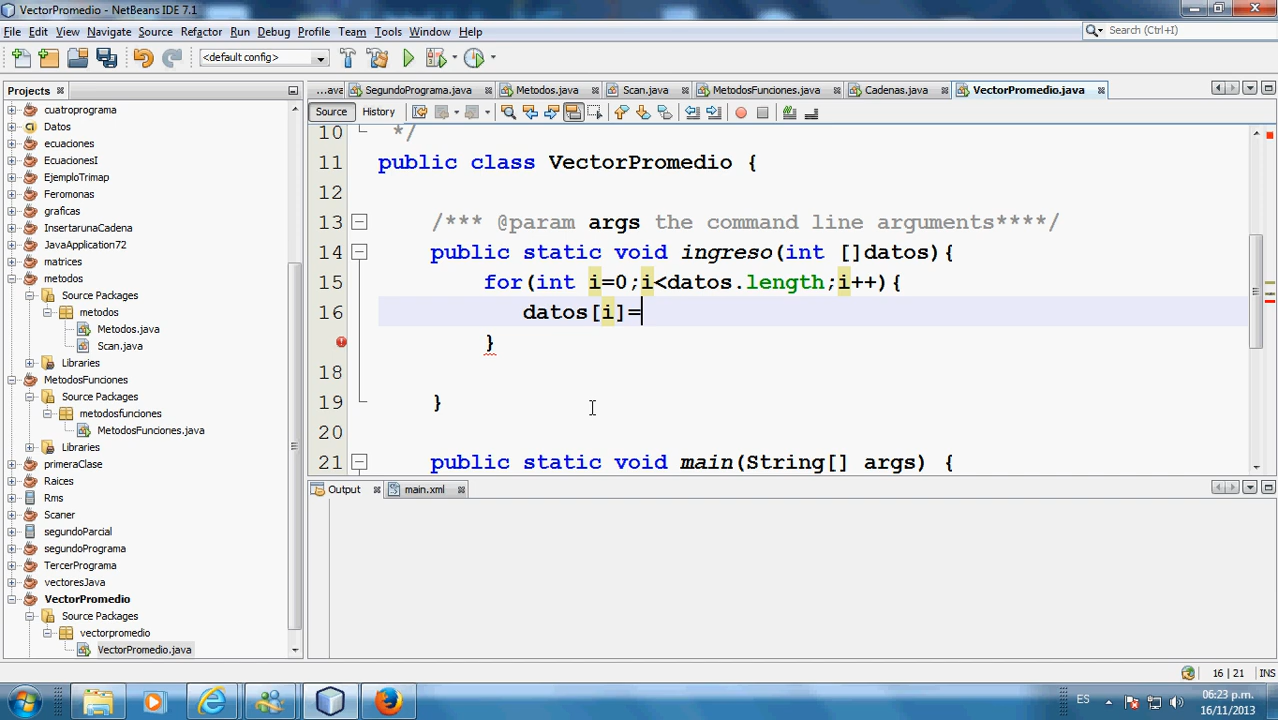 VectorPromedio - NetBeans IDE 7.1
File Edit View Navigate Source Refactor Run Debug Profile Team Tools Window Help
Search (Ctrl+I)
<default config>
Projects
...ava SegundoPrograma.java Metodos.java Scan.java MetodosFunciones.java Cadenas.java VectorPromedio.java
Source History
cuatroprograma
Datos
ecuaciones
EcuacionesI
EjemploTrimap
Feromonas
graficas
InsertarunaCadena
JavaApplication72
matrices
metodos
Source Packages
metodos
Metodos.java
Scan.java
Libraries
MetodosFunciones
Source Packages
metodosfunciones
MetodosFunciones.java
Libraries
primeraClase
Raices
Rms
Scaner
segundoParcial
segundoPrograma
TercerPrograma
vectoresJava
VectorPromedio
Source Packages
vectorpromedio
VectorPromedio.java
10 */
11 public class VectorPromedio {
12
13 /*** @param args the command line arguments****/
14 public static void ingreso(int []datos){
15 for(int i=0;i<datos.length;i++){
16 datos[i]=
}
18
19 }
20
21 public static void main(String[] args) {
Output main.xml
16 | 21 INS
ES 06:23 p.m.
16/11/2013